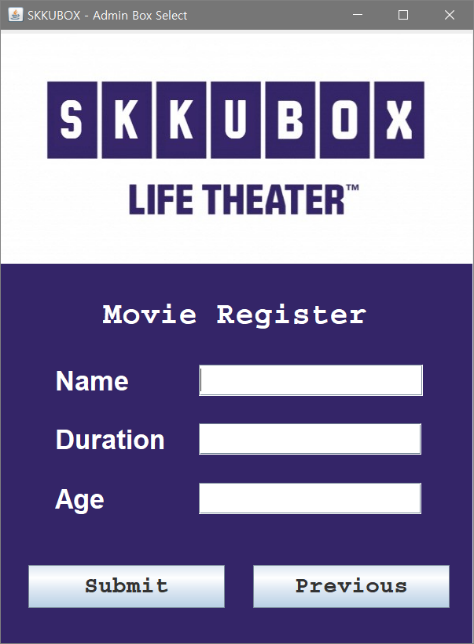 SKKUBOX - Admin Box Select
SKKUBOX
LIFE THEATER™
Movie Register
Name
Duration
Age
Submit Previous